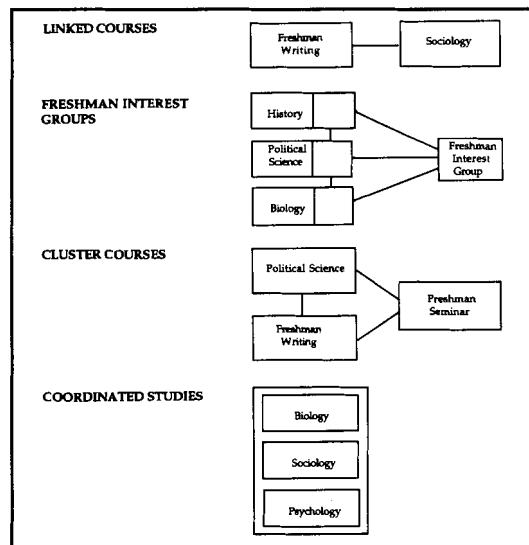 LINKED COURSES
Freshman
Writing
Sociology
FRESHMAN INTEREST
GROUPS
History
Political
Science
Biology
Freshman
Interest
Group
CLUSTER COURSES
Political Science
Freshman
Writing
Freshman
Seminar
COORDINATED STUDIES
Biology
Sociology
Psychology